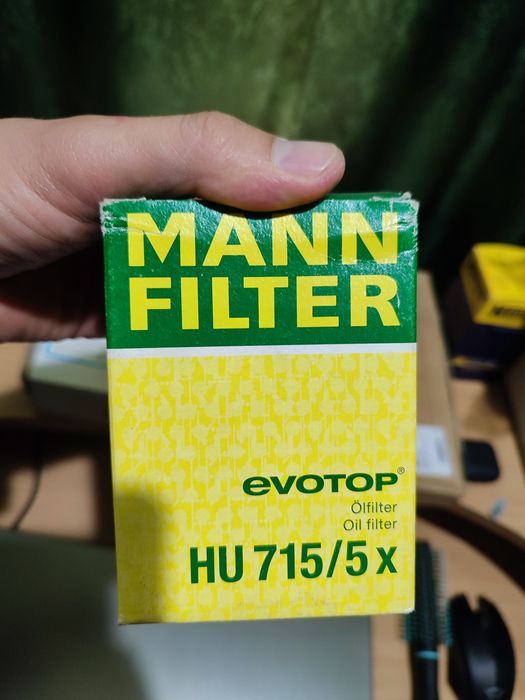 MANN
FILTER
evotop®
Ölfilter
Oil filter
HU 715/5 x